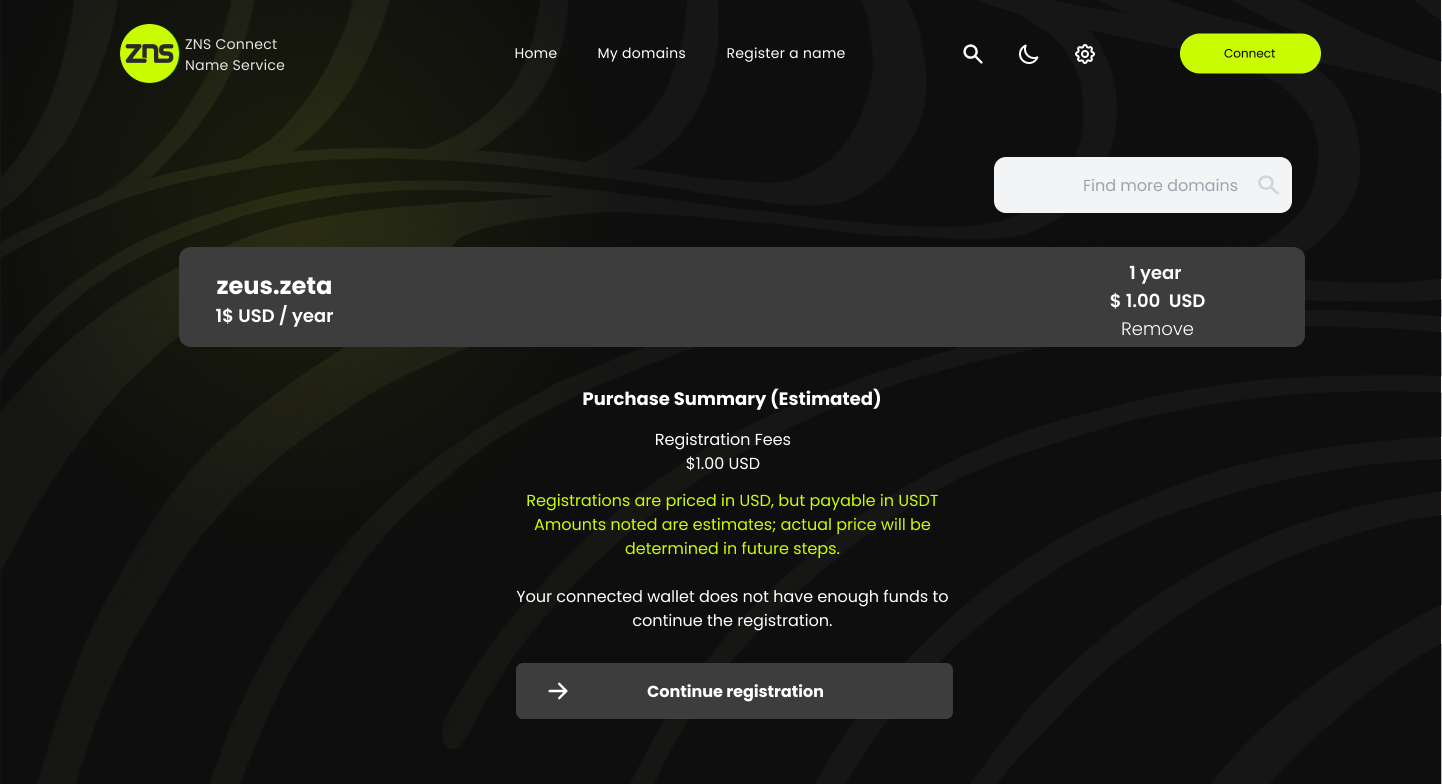 zns
ZNS Connect
Name Service
Home
My domains
Register a name
Connect
Find more domains
zeus.zeta
1$ USD / year
1 year
$ 1.00 USD
Remove
Purchase Summary (Estimated)
Registration Fees
$1.00 USD
Registrations are priced in USD, but payable in USDT
Amounts noted are estimates; actual price will be
determined in future steps.
Your connected wallet does not have enough funds to
continue the registration.
Continue registration